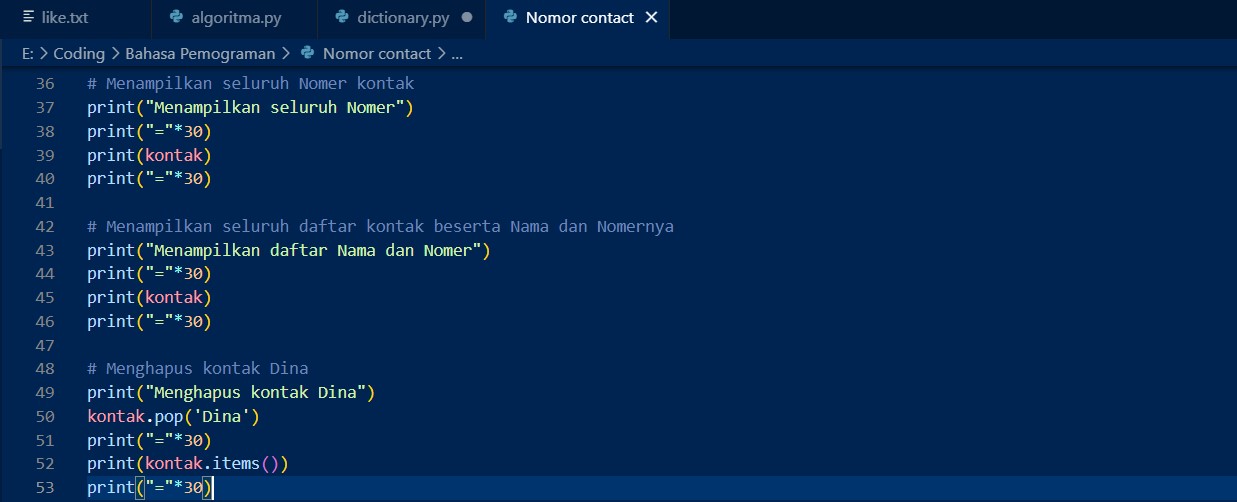 like.txt algoritma.py dictionary.py Nomor contact
E: > Coding > Bahasa Pemograman > Nomor contact > ...
36 # Menampilkan seluruh Nomer kontak
37 print("Menampilkan seluruh Nomer")
38 print("="*30)
39 print(kontak)
40 print("="*30)
41
42 # Menampilkan seluruh daftar kontak beserta Nama dan Nomernya
43 print("Menampilkan daftar Nama dan Nomer")
44 print("="*30)
45 print(kontak)
46 print("="*30)
47
48 # Menghapus kontak Dina
49 print("Menghapus kontak Dina")
50 kontak.pop('Dina')
51 print("="*30)
52 print(kontak.items())
53 print("="*30)